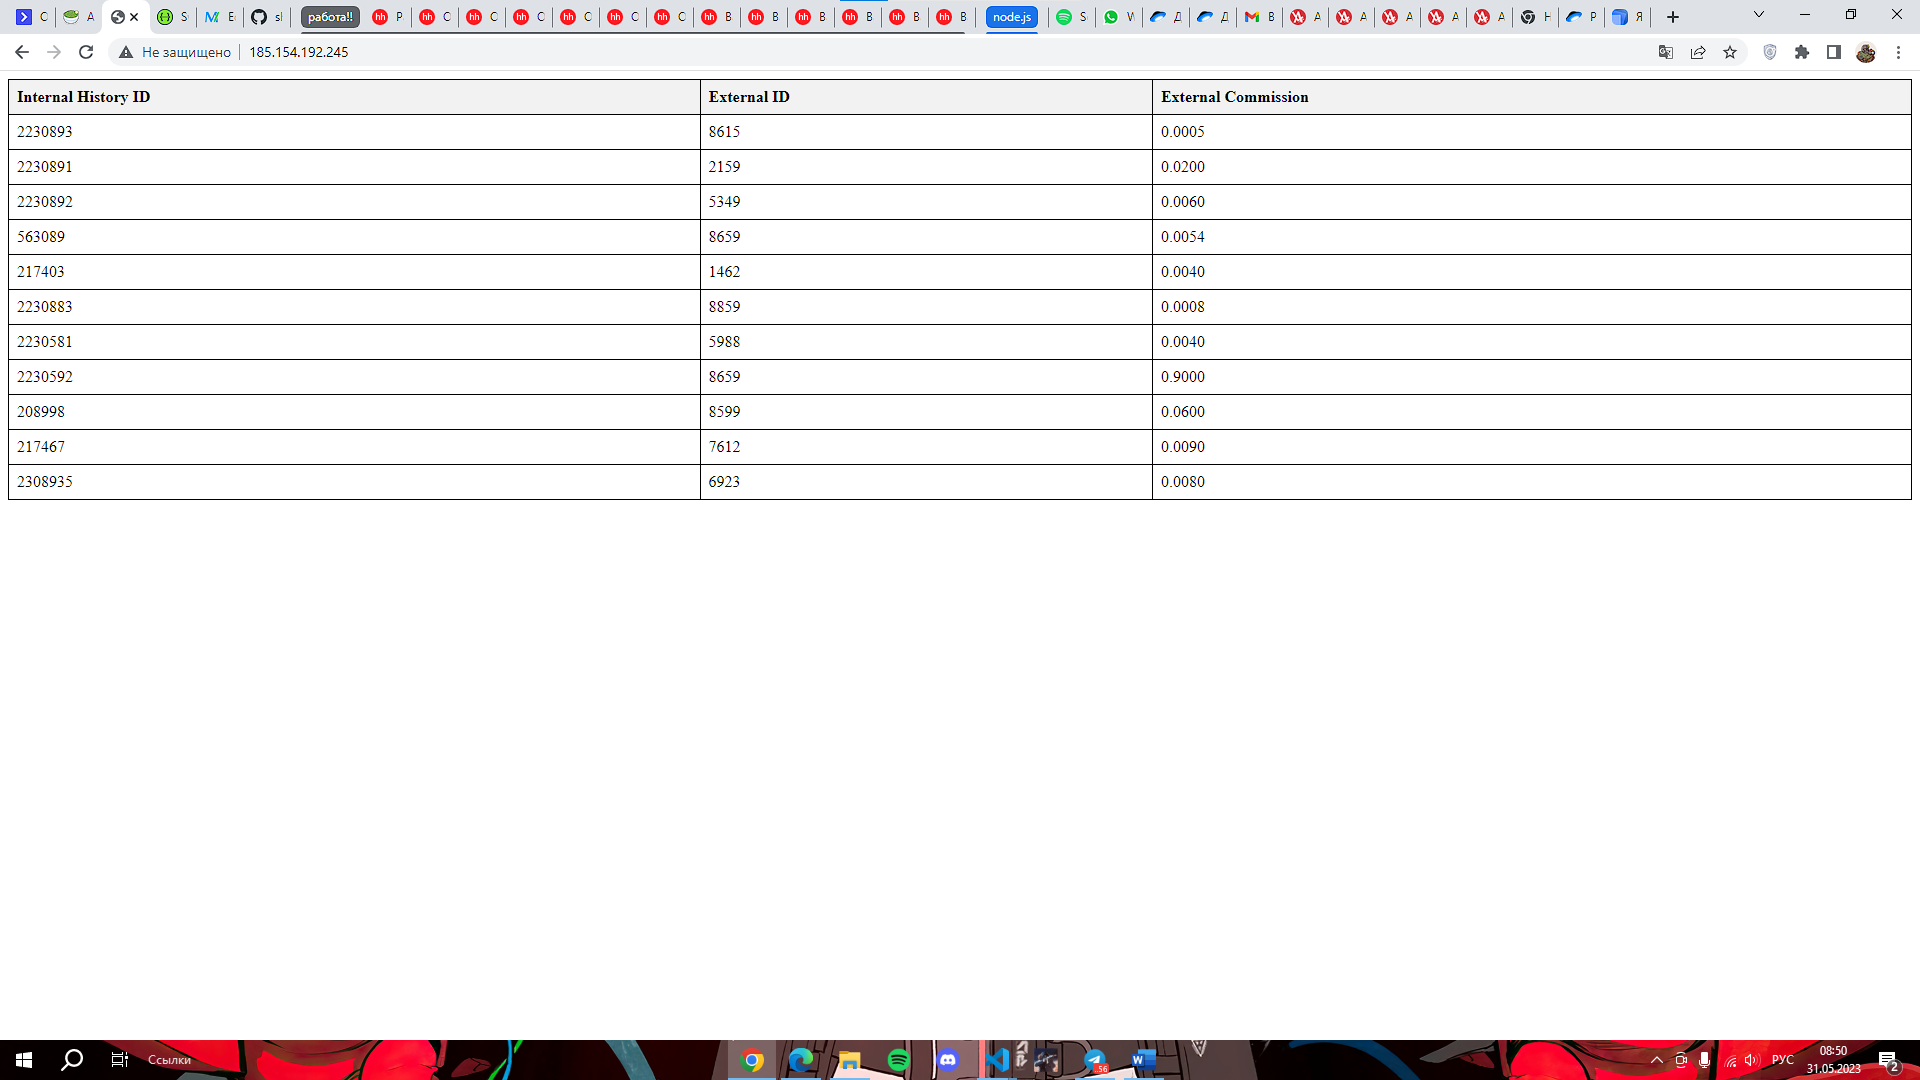 работа!!
node.js
Не защищено 185.154.192.245
Internal History ID External ID External Commission
2230893 8615 0.0005
2230891 2159 0.0200
2230892 5349 0.0060
563089 8659 0.0054
217403 1462 0.0040
2230883 8859 0.0008
2230581 5988 0.0040
2230592 8659 0.9000
208998 8599 0.0600
217467 7612 0.0090
2308935 6923 0.0080
Ссылки
56
РУС
08:50
31.05.2023
2